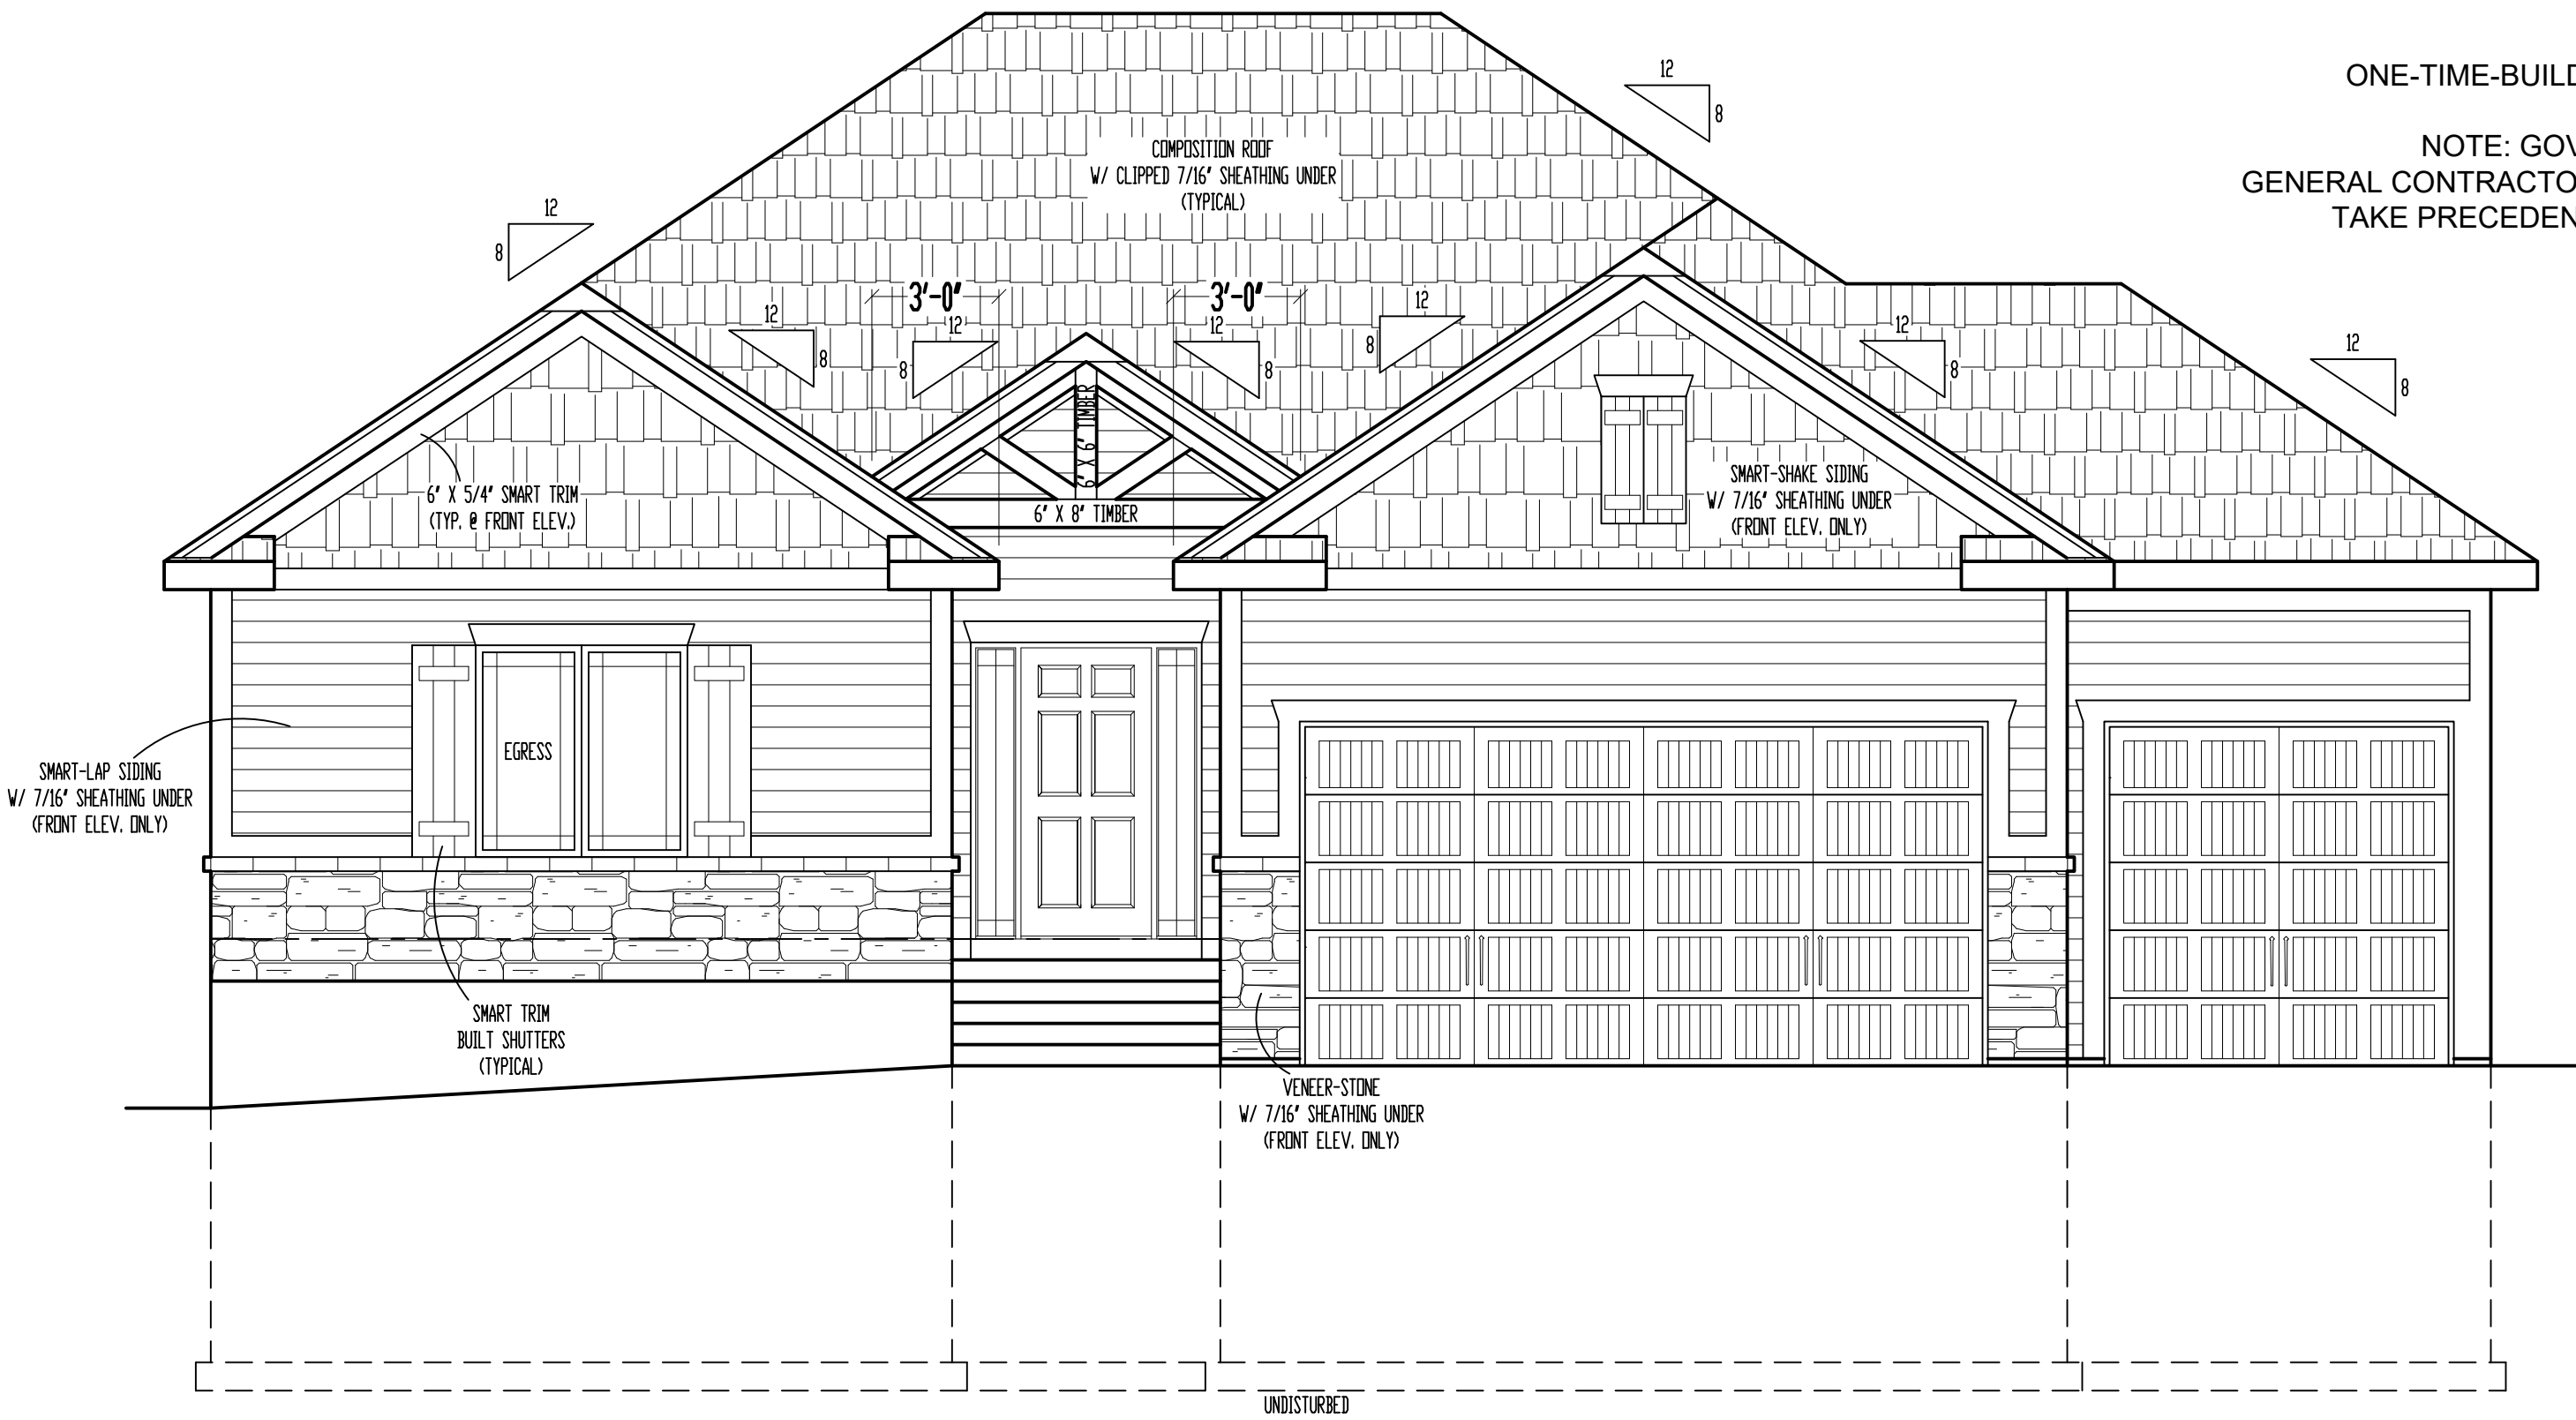 ONE-TIME-BUILD
NOTE: GOV
GENERAL CONTRACTO
TAKE PRECEDEN
12
8
COMPOSITION ROOF
W/ CLIPPED 7/16" SHEATHING UNDER
(TYPICAL)
12
8
3'-0"
3'-0"
12
8
12
8
12
8
12
8
12
8
12
8
6" X 6" TIMBER
6" X 8" TIMBER
6" X 5/4" SMART TRIM
(TYP. @ FRONT ELEV.)
SMART-SHAKE SIDING
W/ 7/16" SHEATHING UNDER
(FRONT ELEV. ONLY)
EGRESS
SMART-LAP SIDING
W/ 7/16" SHEATHING UNDER
(FRONT ELEV. ONLY)
SMART TRIM
BUILT SHUTTERS
(TYPICAL)
VENEER-STONE
W/ 7/16" SHEATHING UNDER
(FRONT ELEV. ONLY)
UNDISTURBED